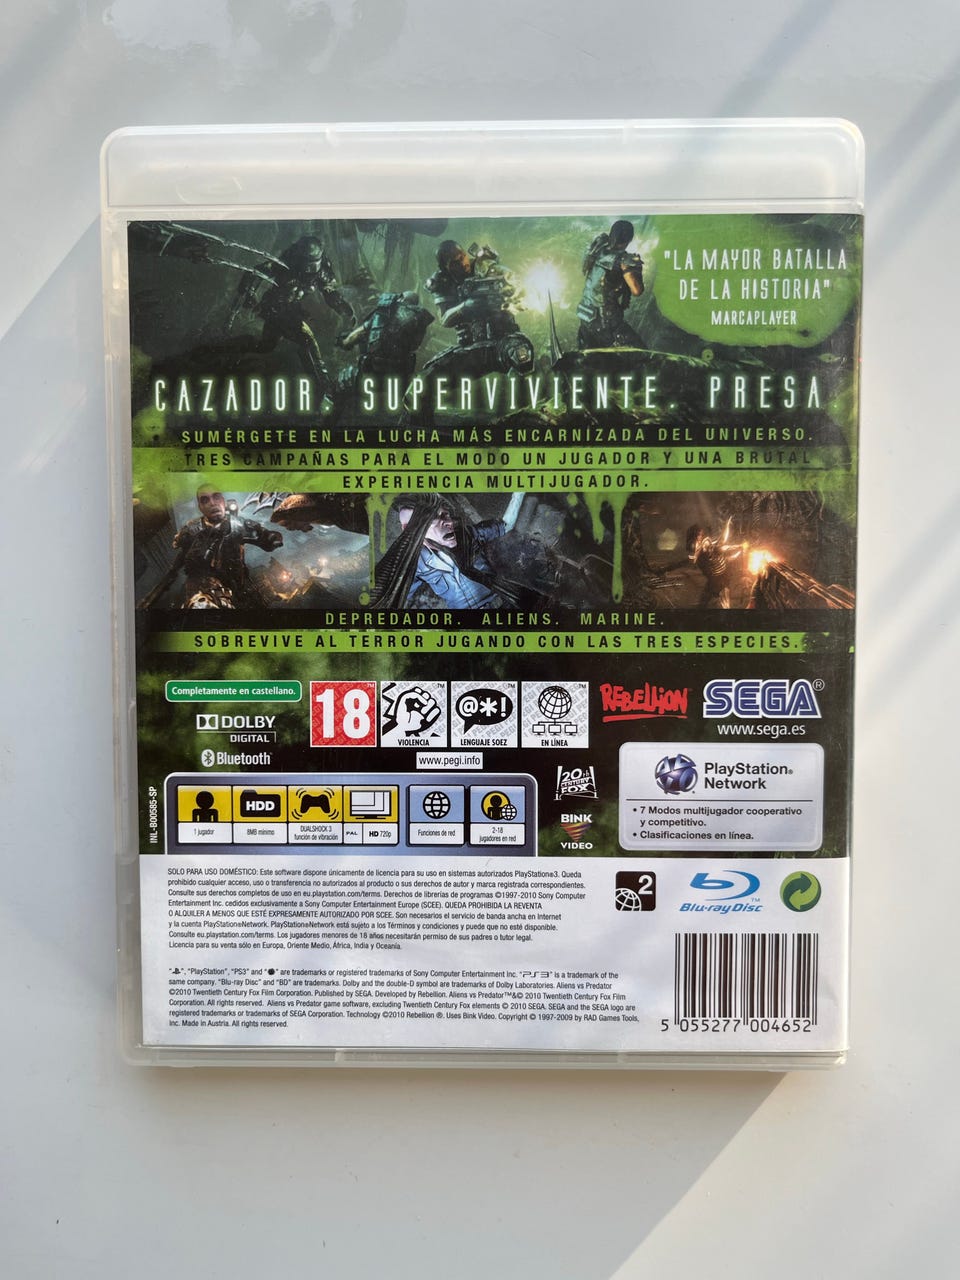 "LA MAYOR BATALLA
DE LA HISTORIA"
MARCAPLAYER
CAZADOR. SUPERVIVIENTE. PRESA.
SUMÉRGETE EN LA LUCHA MÁS ENCARNIZADA DEL UNIVERSO.
TRES CAMPAÑAS PARA EL MODO UN JUGADOR Y UNA BRUTAL
EXPERIENCIA MULTIJUGADOR.
DEPREDADOR. ALIENS. MARINE.
SOBREVIVE AL TERROR JUGANDO CON LAS TRES ESPECIES.
Completamente en castellano.
DOLBY
DIGITAL
Bluetooth
18
VIOLENCIA
@*!
LENGUAJE SOEZ
EN LÍNEA
www.pegi.info
REBELLION
SEGA®
www.sega.es
INL-B00585-SP
1 jugador
HDD
8MB mínimo
DUALSHOCK 3
función de vibración
PAL HD 720p
Funciones de red
2-18
jugadores en red
20th
CENTURY
FOX
BINK
VIDEO
PlayStation®
Network
• 7 Modos multijugador cooperativo
y competitivo.
• Clasificaciones en línea.
SOLO PARA USO DOMÉSTICO: Este software dispone únicamente de licencia para su uso en sistemas autorizados PlayStation®3. Queda
prohibido cualquier acceso, uso o transferencia no autorizados al producto o sus derechos de autor y marca registrada correspondientes.
Consulte sus derechos completos de uso en eu.playstation.com/terms. Derechos de librerías de programas ©1997-2010 Sony Computer
Entertainment Inc. cedidos exclusivamente a Sony Computer Entertainment Europe (SCEE). QUEDA PROHIBIDA LA REVENTA
O ALQUILER A MENOS QUE ESTÉ EXPRESAMENTE AUTORIZADO POR SCEE. Son necesarios el servicio de banda ancha en Internet
y la cuenta PlayStation®Network. PlayStation®Network está sujeto a los Términos y condiciones y puede que no esté disponible.
Consulte eu.playstation.com/terms. Los jugadores menores de 18 años necesitarán permiso de sus padres o tutor legal.
Licencia para su venta sólo en Europa, Oriente Medio, África, India y Oceanía.
2
Blu-ray Disc™
"", "PlayStation", "PS3" and "" are trademarks or registered trademarks of Sony Computer Entertainment Inc. "PS3" is a trademark of the
same company. "Blu-ray Disc" and "BD" are trademarks. Dolby and the double-D symbol are trademarks of Dolby Laboratories. Aliens vs Predator
©2010 Twentieth Century Fox Film Corporation. Published by SEGA. Developed by Rebellion. Aliens vs Predator™&© 2010 Twentieth Century Fox Film
Corporation. All rights reserved. Aliens vs Predator game software, excluding Twentieth Century Fox elements © 2010 SEGA. SEGA and the SEGA logo are
registered trademarks or trademarks of SEGA Corporation. Technology ©2010 Rebellion ®. Uses Bink Video. Copyright © 1997-2009 by RAD Games Tools,
Inc. Made in Austria. All rights reserved.
5 055277 004652